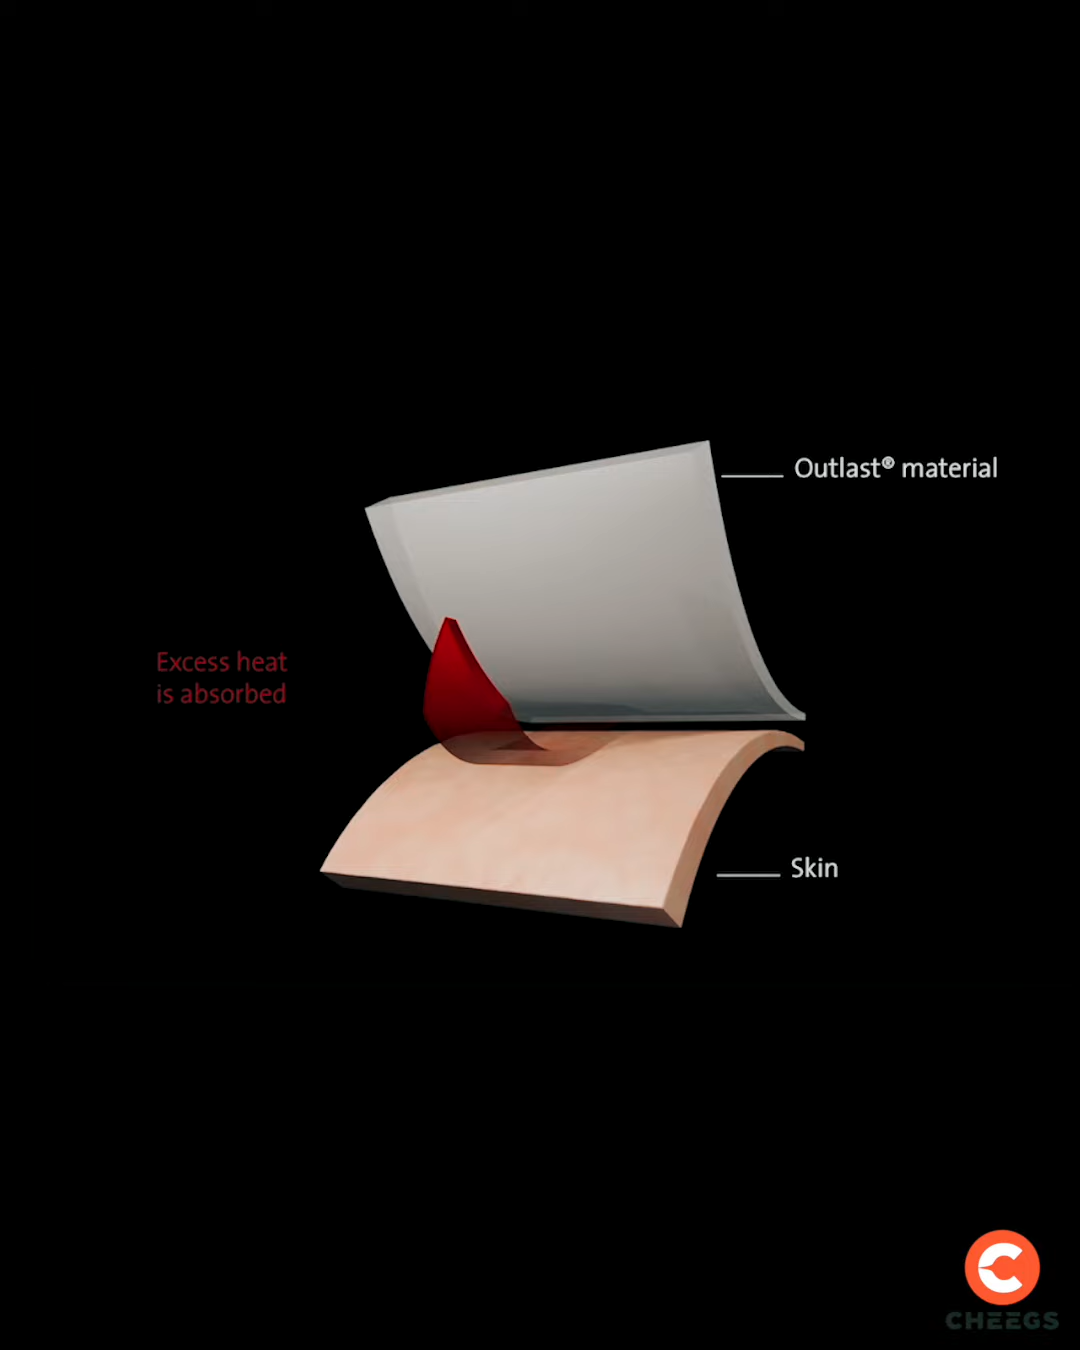 Outlast® material
Excess heat
is absorbed
Skin
CHEEGS